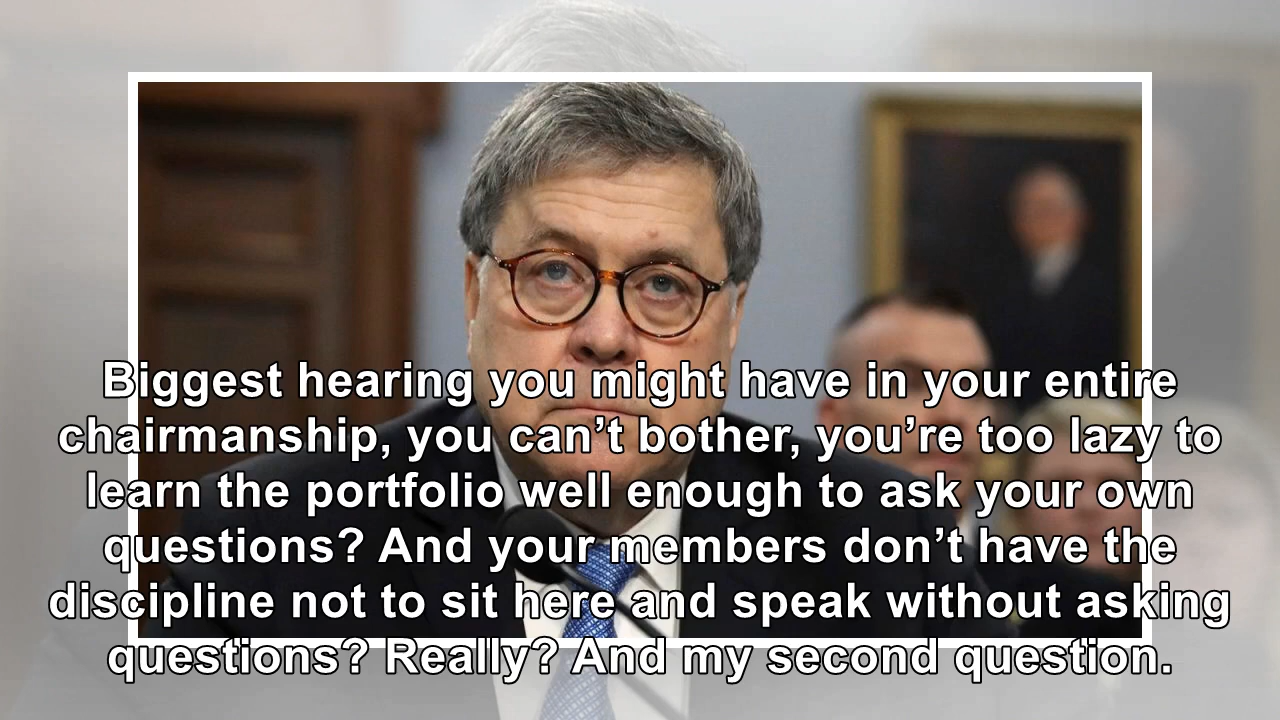 Biggest hearing you might have in your entire
chairmanship, you can’t bother, you’re too lazy to
learn the portfolio well enough to ask your own
questions? And your members don’t have the
discipline not to sit here and speak without asking
questions? Really? And my second question.